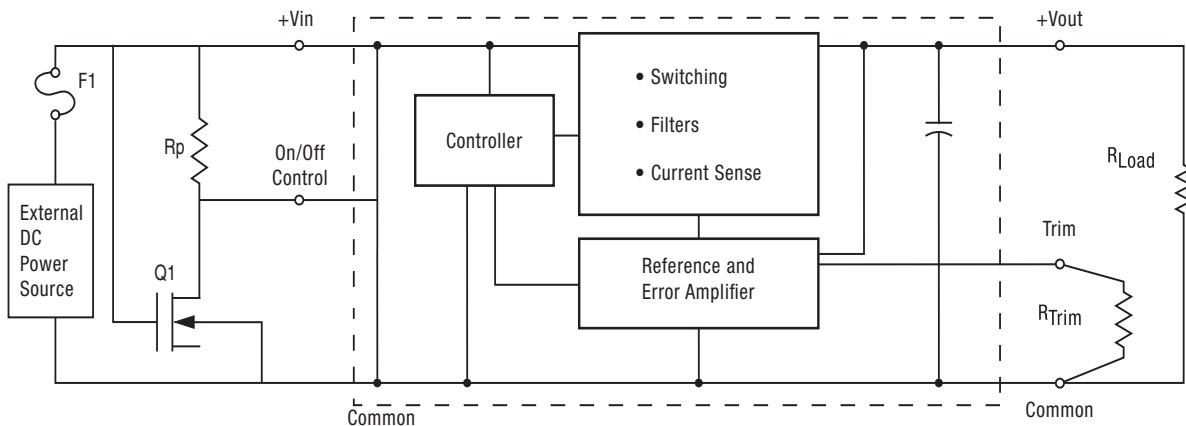 +Vin
+Vout
F1
• Switching
Controller
• Filters
Rp
On/Off
Control
• Current Sense
RLoad
External
DC
Power
Source
Trim
Q1
Reference and
Error Amplifier
RTrim
Common
Common